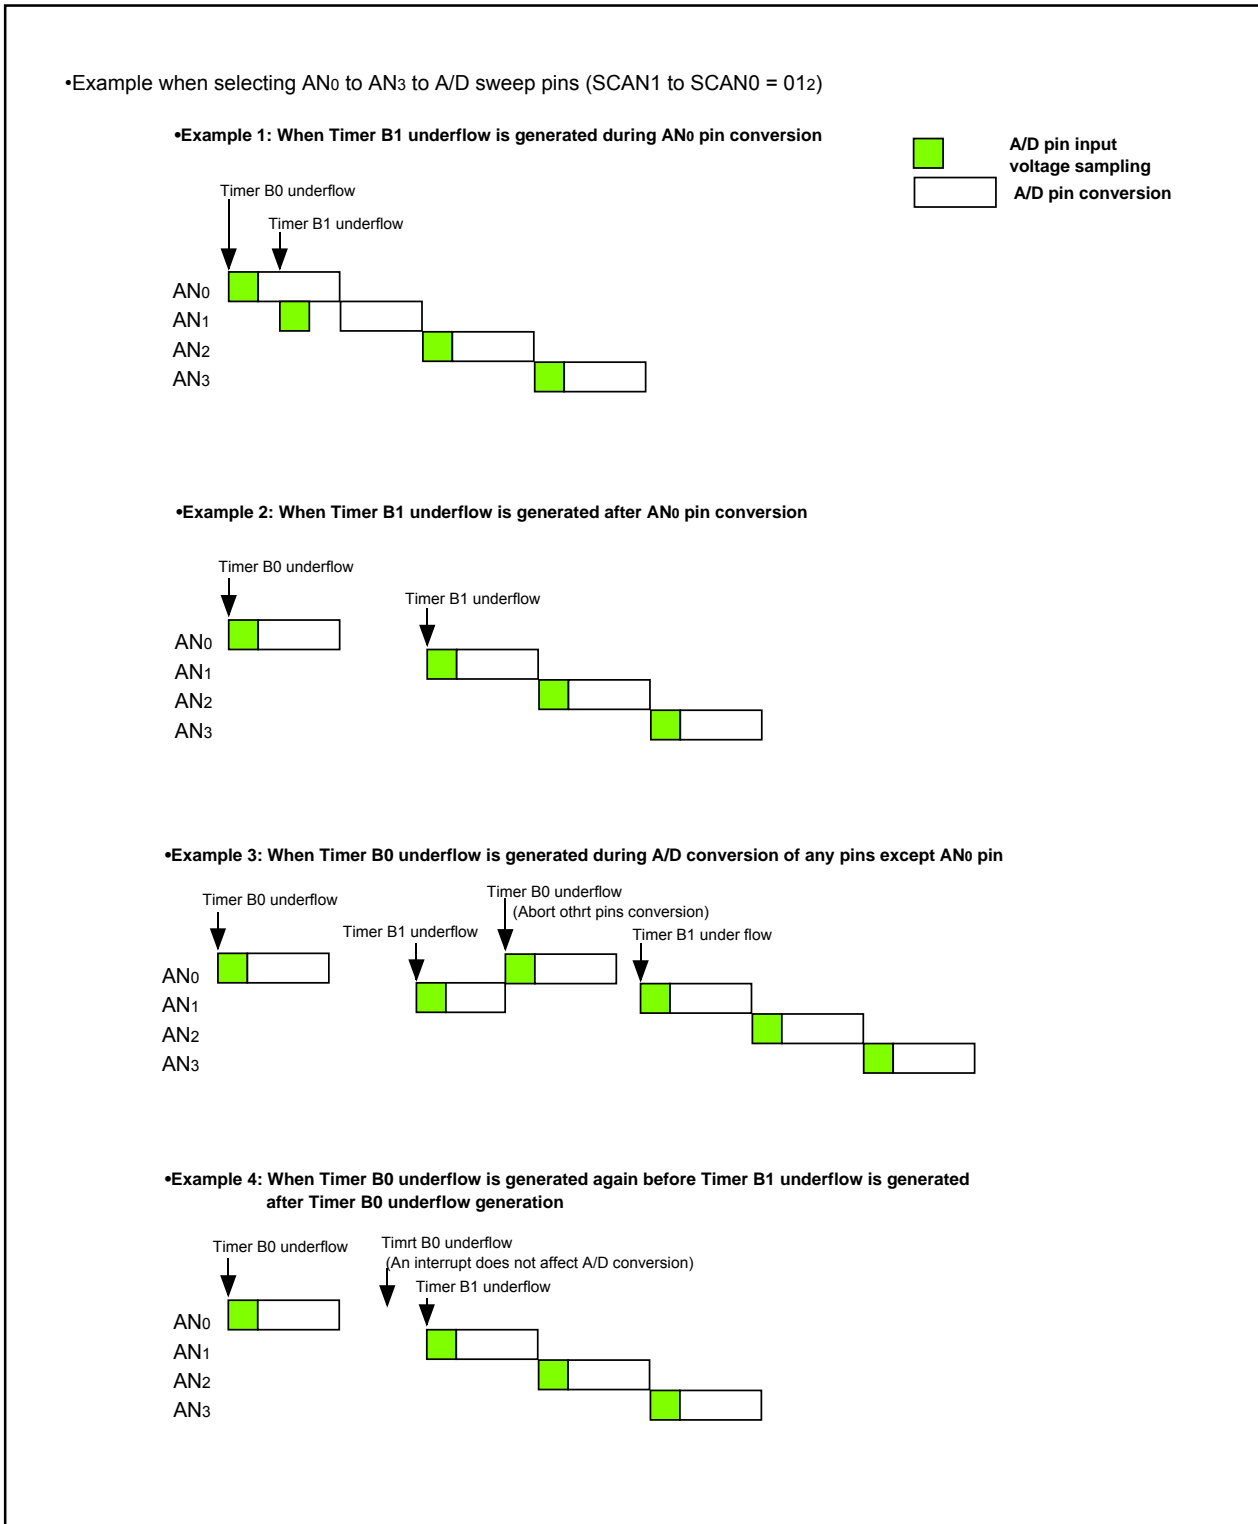 •Example when selecting AN0 to AN3 to A/D sweep pins (SCAN1 to SCAN0 = 012)
•Example 1: When Timer B1 underflow is generated during AN0 pin conversion
A/D pin input
voltage sampling
A/D pin conversion
Timer B0 underflow
Timer B1 underflow
AN0
AN1
AN2
AN3
•Example 2: When Timer B1 underflow is generated after AN0 pin conversion
Timer B0 underflow
Timer B1 underflow
AN0
AN1
AN2
AN3
•Example 3: When Timer B0 underflow is generated during A/D conversion of any pins except AN0 pin
Timer B0 underflow
Timer B0 underflow
(Abort othrt pins conversion)
Timer B1 underflow
Timer B1 under flow
AN0
AN1
AN2
AN3
•Example 4: When Timer B0 underflow is generated again before Timer B1 underflow is generated
after Timer B0 underflow generation
Timer B0 underflow
Timrt B0 underflow
(An interrupt does not affect A/D conversion)
Timer B1 underflow
AN0
AN1
AN2
AN3